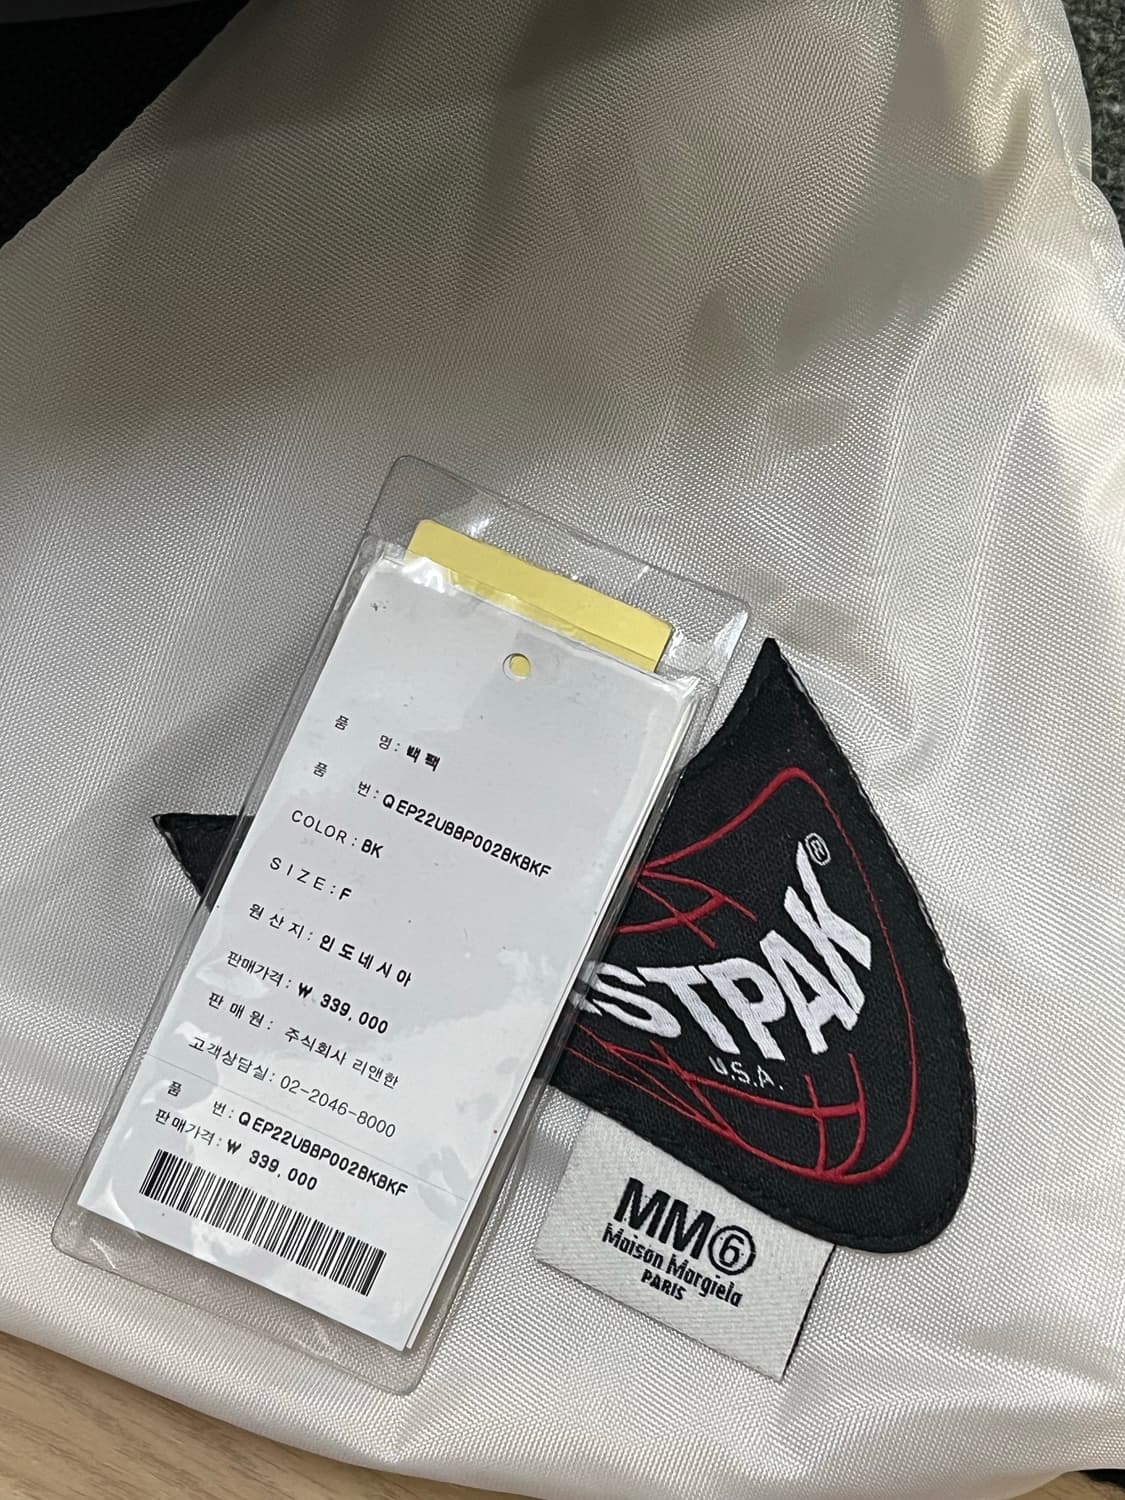 품 명: 백팩
품 번: QEP22UBBP002BKBKF
COLOR: BK
SIZE: F
원산지: 인도네시아
판매가격: ₩ 339,000
판매원: 주식회사 리앤한
고객상담실: 02-2046-8000
품 번: QEP22UBBP002BKBKF
판매가격: ₩ 339,000
STPAK®
U.S.A.
MM⑥
Maison Margiela
PARIS